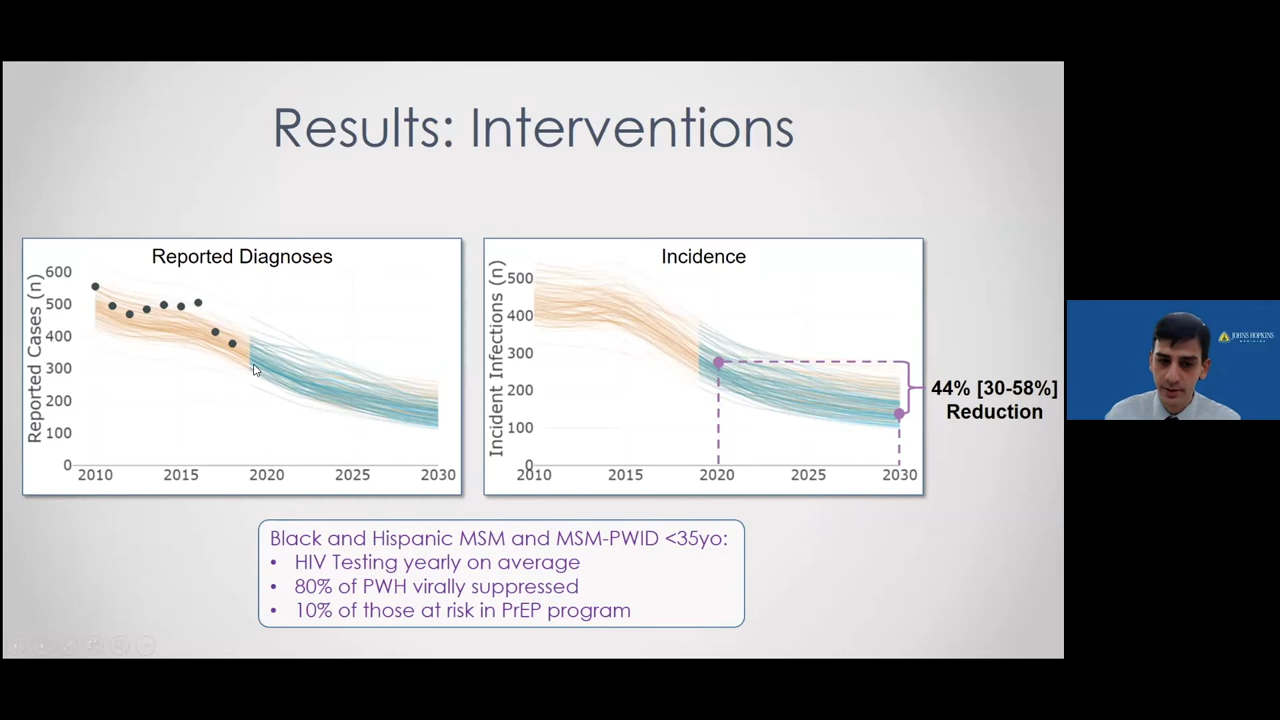 Results: Interventions
Reported Diagnoses
Reported Cases (n)
600
500
400
300
200
100
0
2010
2015
2020
2025
2030
Incidence
Incident Infections (n)
500
400
300
200
100
0
2010
2015
2020
2025
2030
44% [30-58%]
Reduction
Black and Hispanic MSM and MSM-PWID <35yo:
• HIV Testing yearly on average
• 80% of PWH virally suppressed
• 10% of those at risk in PrEP program
JOHNS HOPKINS
MEDICINE